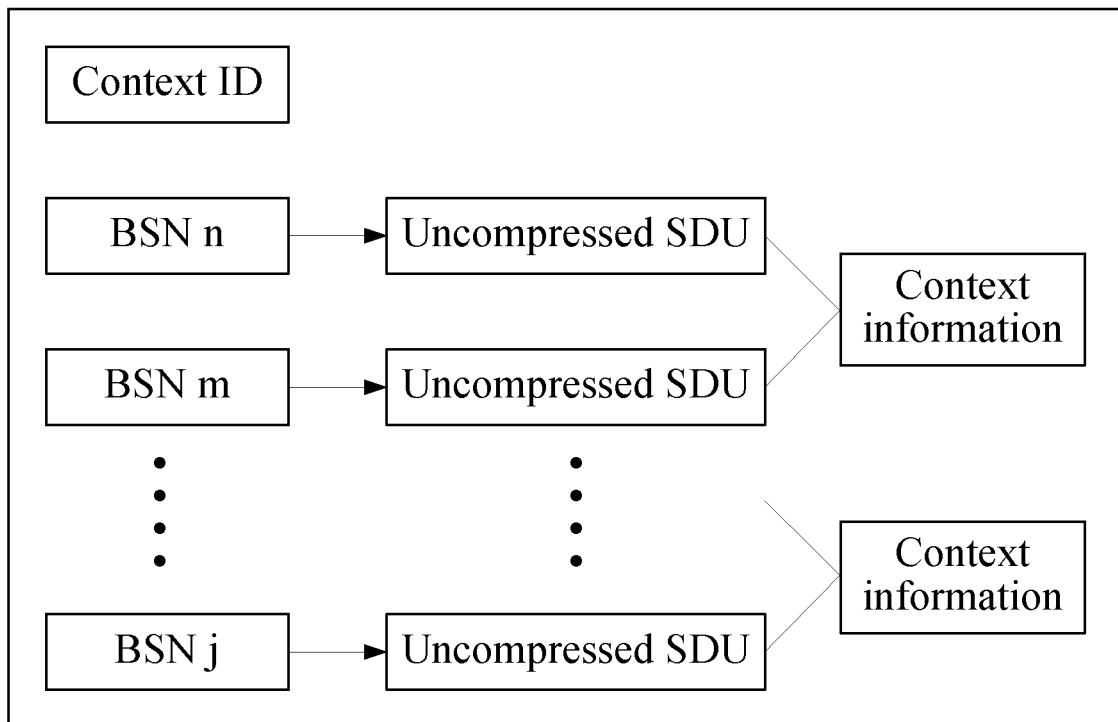 Context ID
BSN n
Uncompressed SDU
Context
information
BSN m
Uncompressed SDU
Context
information
BSN j
Uncompressed SDU